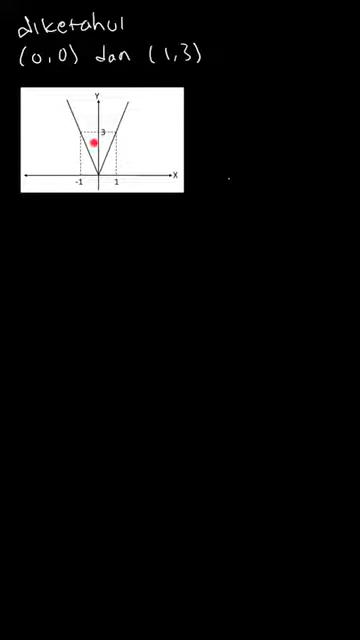 diketahui
(0,0) dan (1,3)
Y
3
-1 1 X